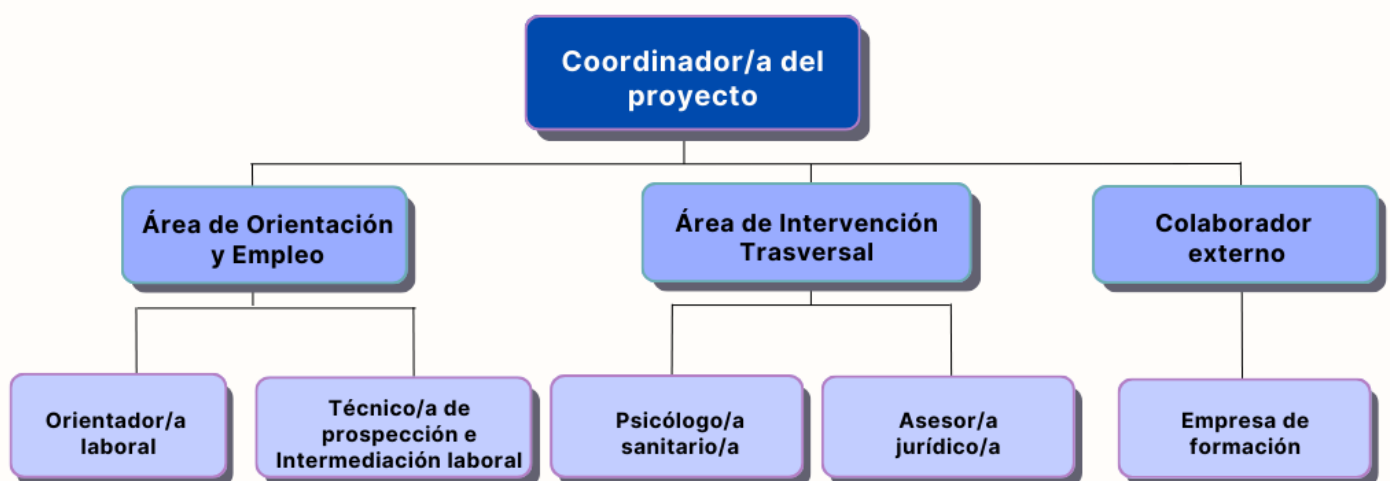 Coordinador/a del
proyecto
Área de Orientación
y Empleo
Área de Intervención
Trasversal
Colaborador
externo
Orientador/a
laboral
Técnico/a de
prospección e
Intermediación laboral
Psicólogo/a
sanitario/a
Asesor/a
jurídico/a
Empresa de
formación